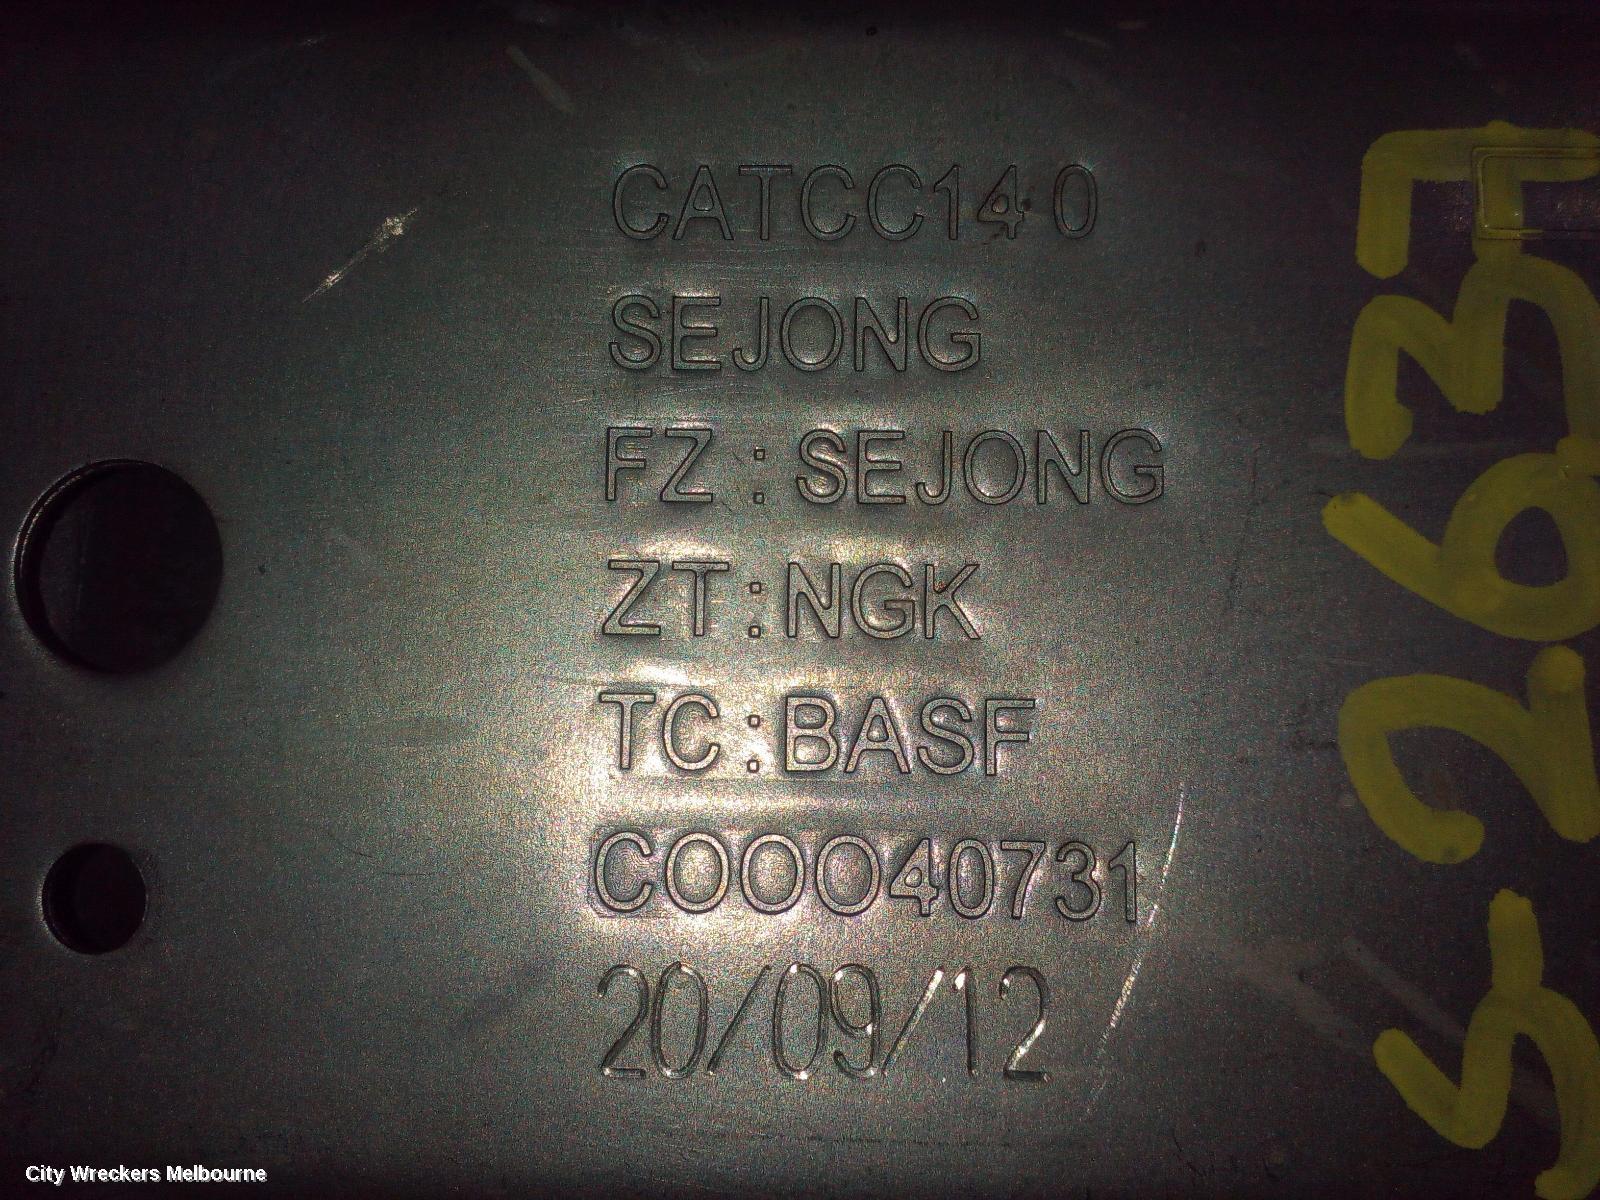 CATCC140
SEJONG
FZ : SEJONG
ZT : NGK
TC : BASF
COOO40731
20/09/12
City Wreckers Melbourne